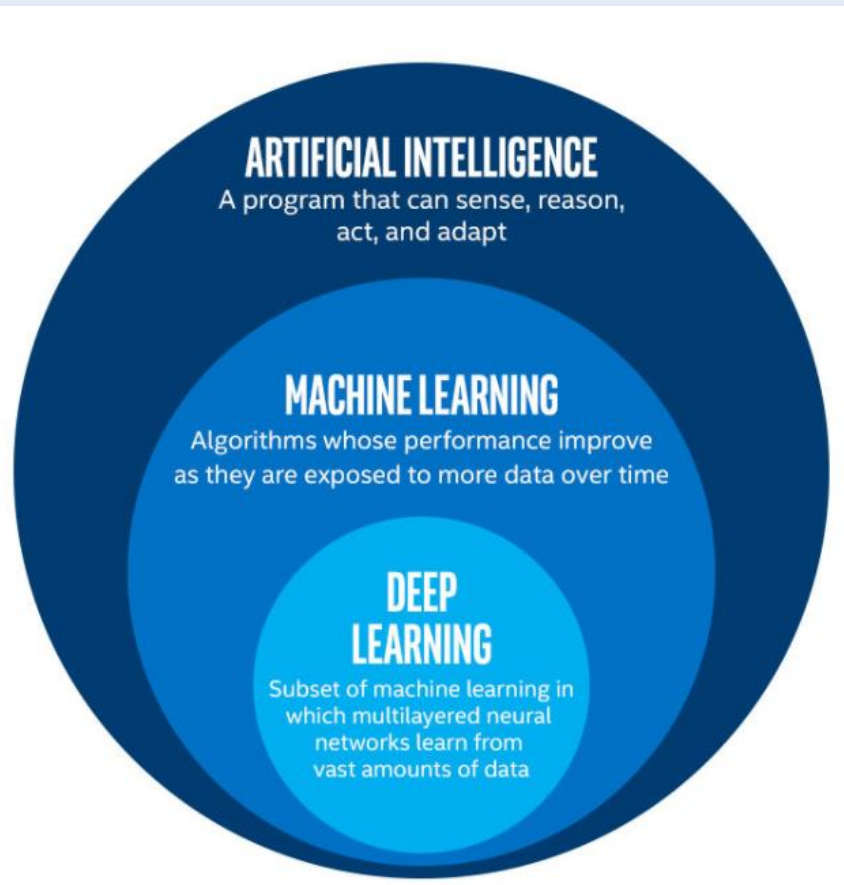 ARTIFICIAL INTELLIGENCE
A program that can sense, reason,
act, and adapt
MACHINE LEARNING
Algorithms whose performance improve
as they are exposed to more data over time
DEEP
LEARNING
Subset of machine learning in
which multilayered neural
networks learn from
vast amounts of data